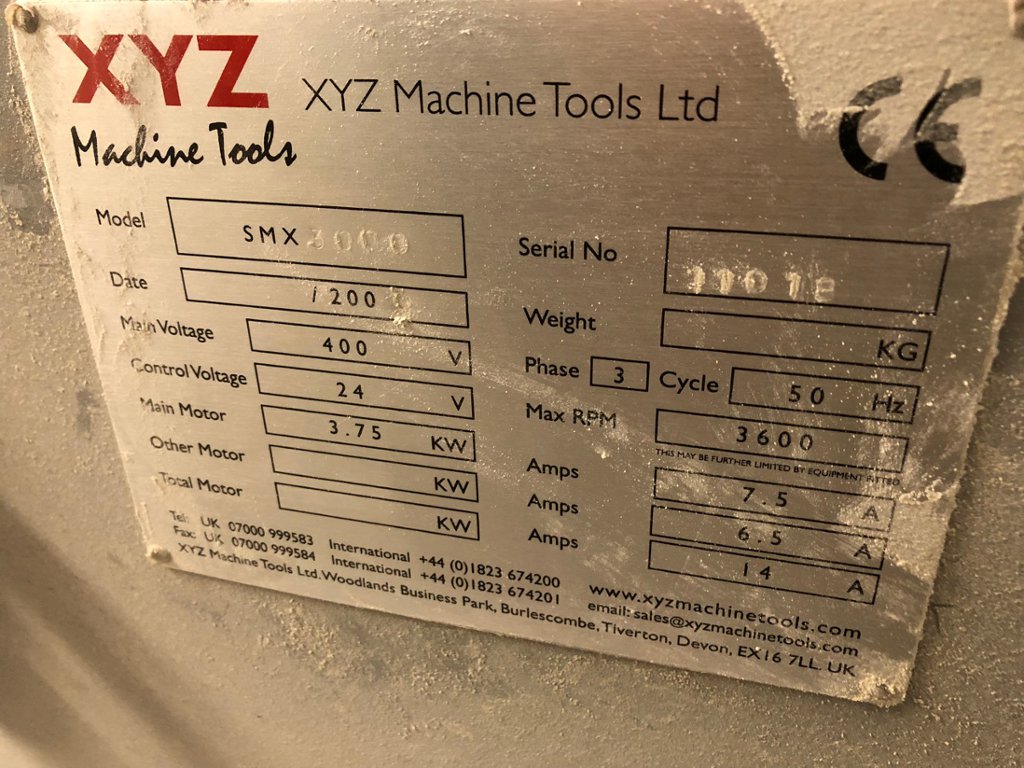 XYZ
Machine Tools
XYZ Machine Tools Ltd
CE
Model SMX 3000
Serial No
Date / 200
Weight KG
Main Voltage 400 V
Phase 3 Cycle 50 Hz
Control Voltage 24 V
Max RPM 3600
THIS MAY BE FURTHER LIMITED BY EQUIPMENT FITTED
Main Motor 3.75 KW
Amps 7.5 A
Other Motor KW
Amps 6.5 A
Total Motor KW
Amps 14 A
Tel: UK 07000 999583 International +44 (0)1823 674200
www.xyzmachinetools.com
Fax: UK 07000 999584 International +44 (0)1823 674201
email: sales@xyzmachinetools.com
XYZ Machine Tools Ltd. Woodlands Business Park, Burlescombe, Tiverton, Devon, EX16 7LL. UK